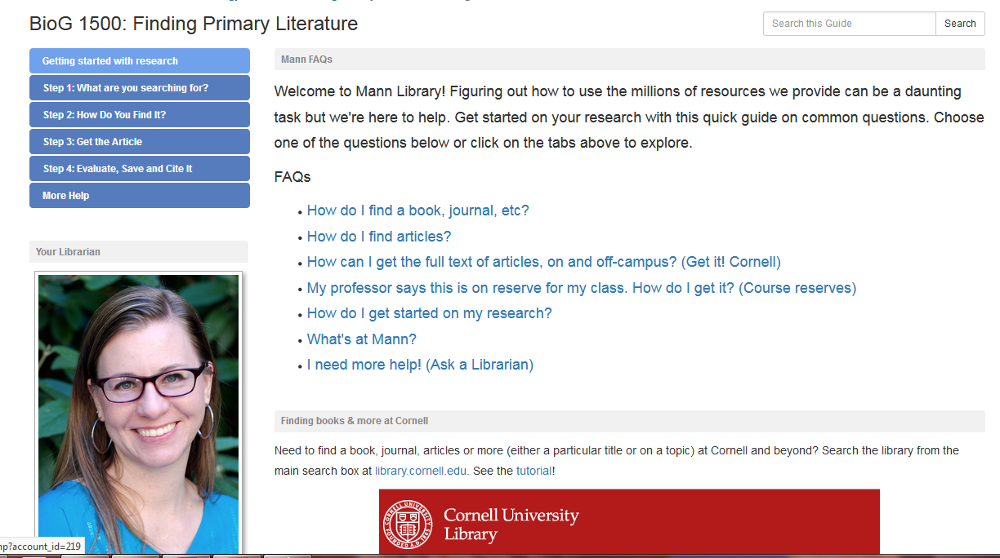 BioG 1500: Finding Primary Literature
Search this Guide
Search
Getting started with research
Step 1: What are you searching for?
Step 2: How Do You Find It?
Step 3: Get the Article
Step 4: Evaluate, Save and Cite It
More Help
Your Librarian
np?account_id=219
Mann FAQs
Welcome to Mann Library! Figuring out how to use the millions of resources we provide can be a daunting
task but we're here to help. Get started on your research with this quick guide on common questions. Choose
one of the questions below or click on the tabs above to explore.
FAQs
• How do I find a book, journal, etc?
• How do I find articles?
• How can I get the full text of articles, on and off-campus? (Get it! Cornell)
• My professor says this is on reserve for my class. How do I get it? (Course reserves)
• How do I get started on my research?
• What's at Mann?
• I need more help! (Ask a Librarian)
Finding books & more at Cornell
Need to find a book, journal, articles or more (either a particular title or on a topic) at Cornell and beyond? Search the library from the
main search box at library.cornell.edu. See the tutorial!
Cornell University
Library